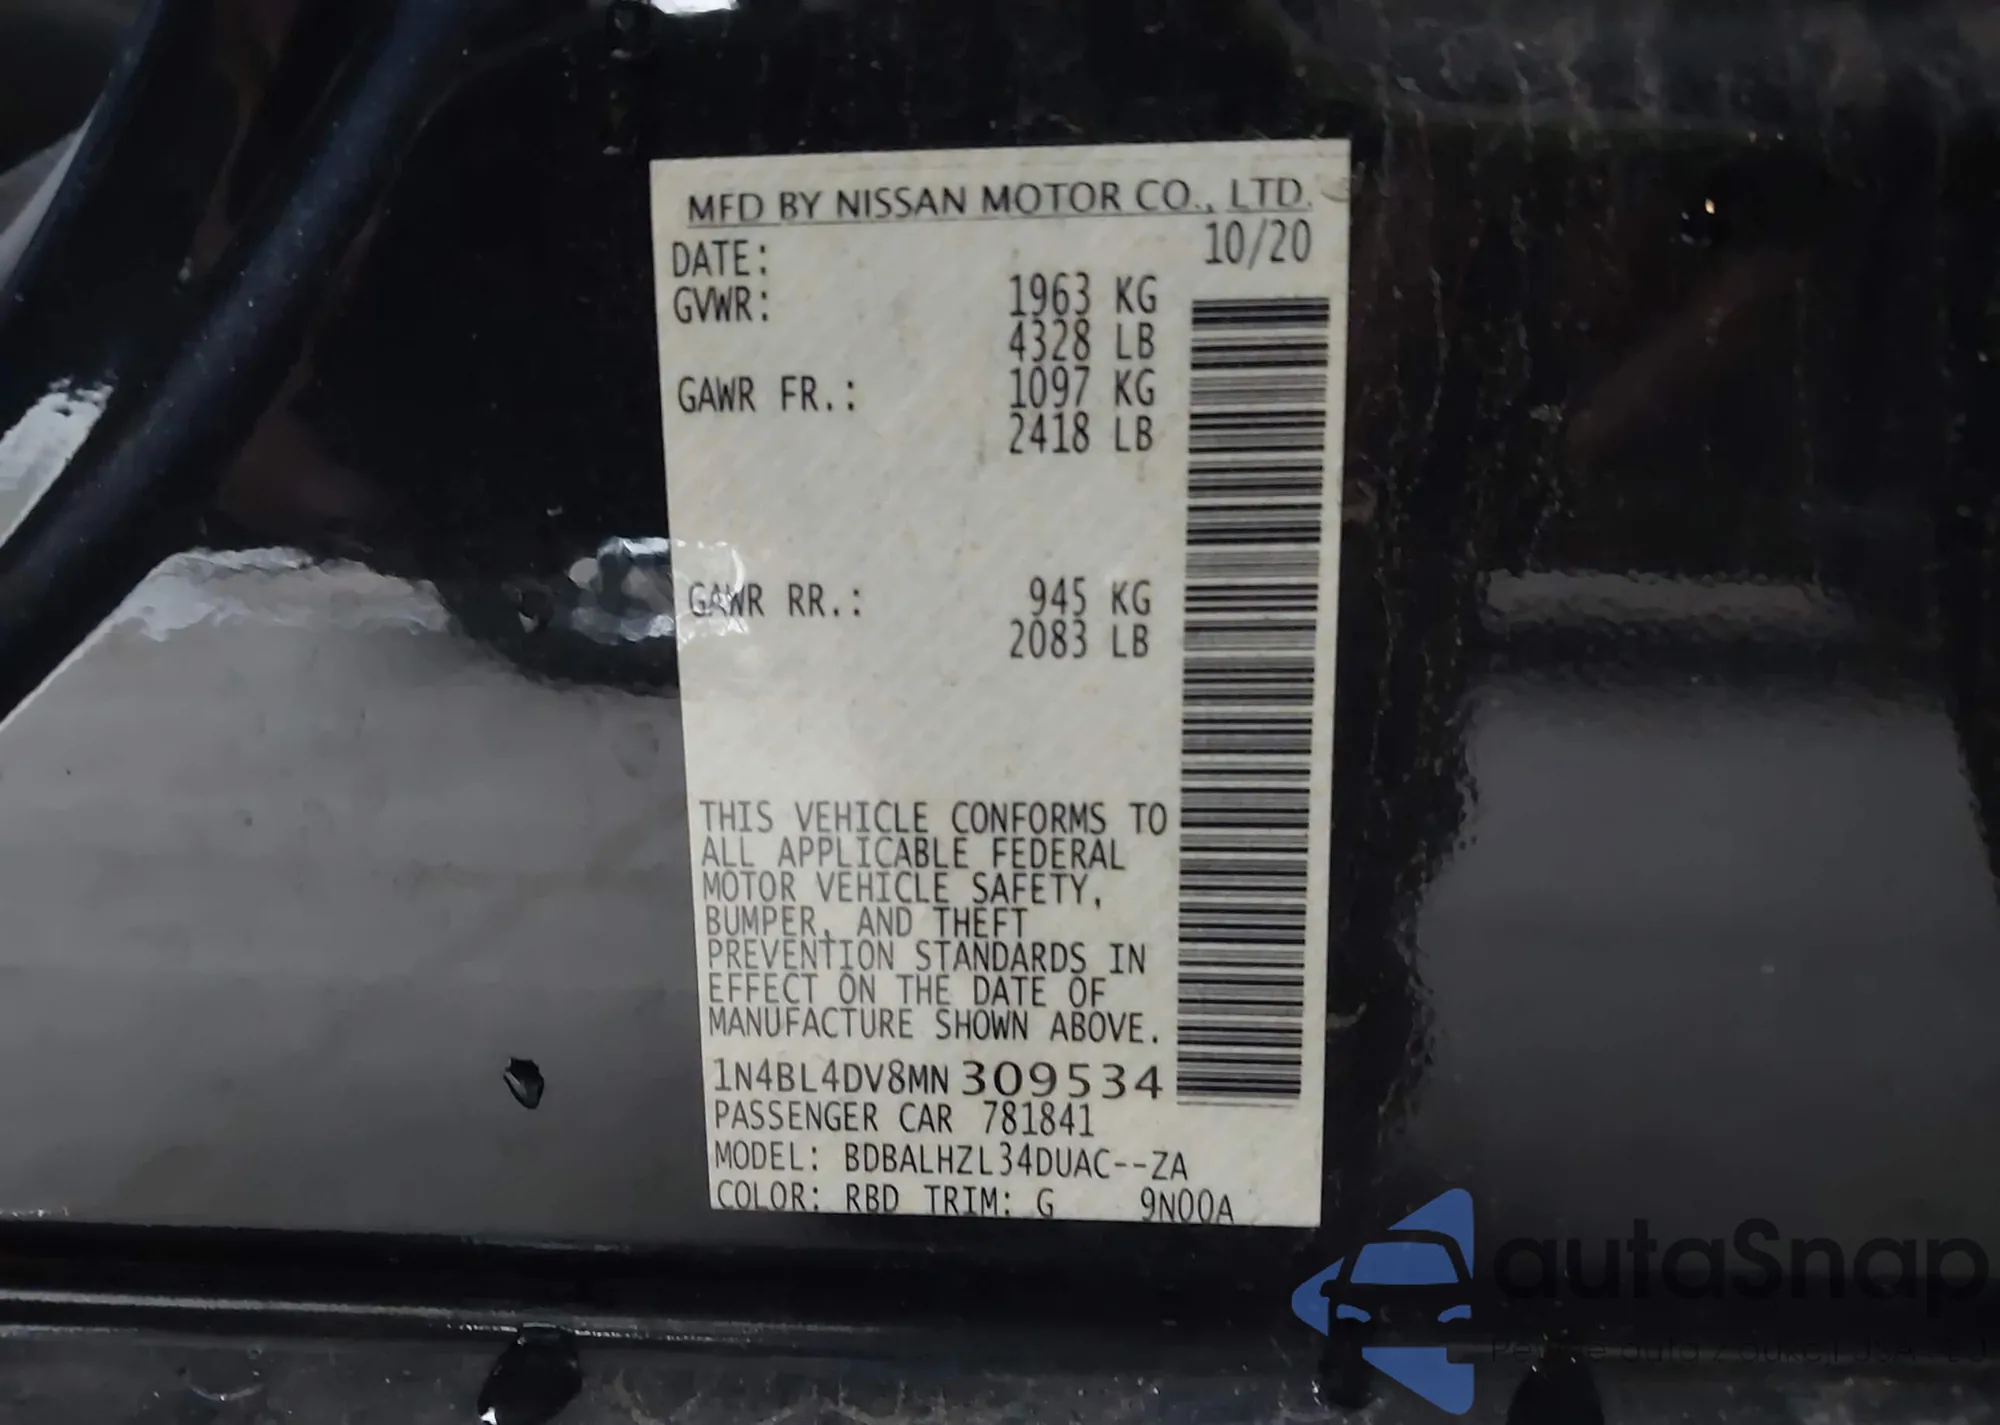 MFD BY NISSAN MOTOR CO., LTD.
DATE: 10/20
GVWR: 1963 KG
4328 LB
GAWR FR.: 1097 KG
2418 LB
GAWR RR.: 945 KG
2083 LB
THIS VEHICLE CONFORMS TO
ALL APPLICABLE FEDERAL
MOTOR VEHICLE SAFETY,
BUMPER, AND THEFT
PREVENTION STANDARDS IN
EFFECT ON THE DATE OF
MANUFACTURE SHOWN ABOVE.
1N4BL4DV8MN309534
PASSENGER CAR 781841
MODEL: BDBALHZL34DUAC--ZA
COLOR: RBD TRIM: G 9N00A
autaSnap